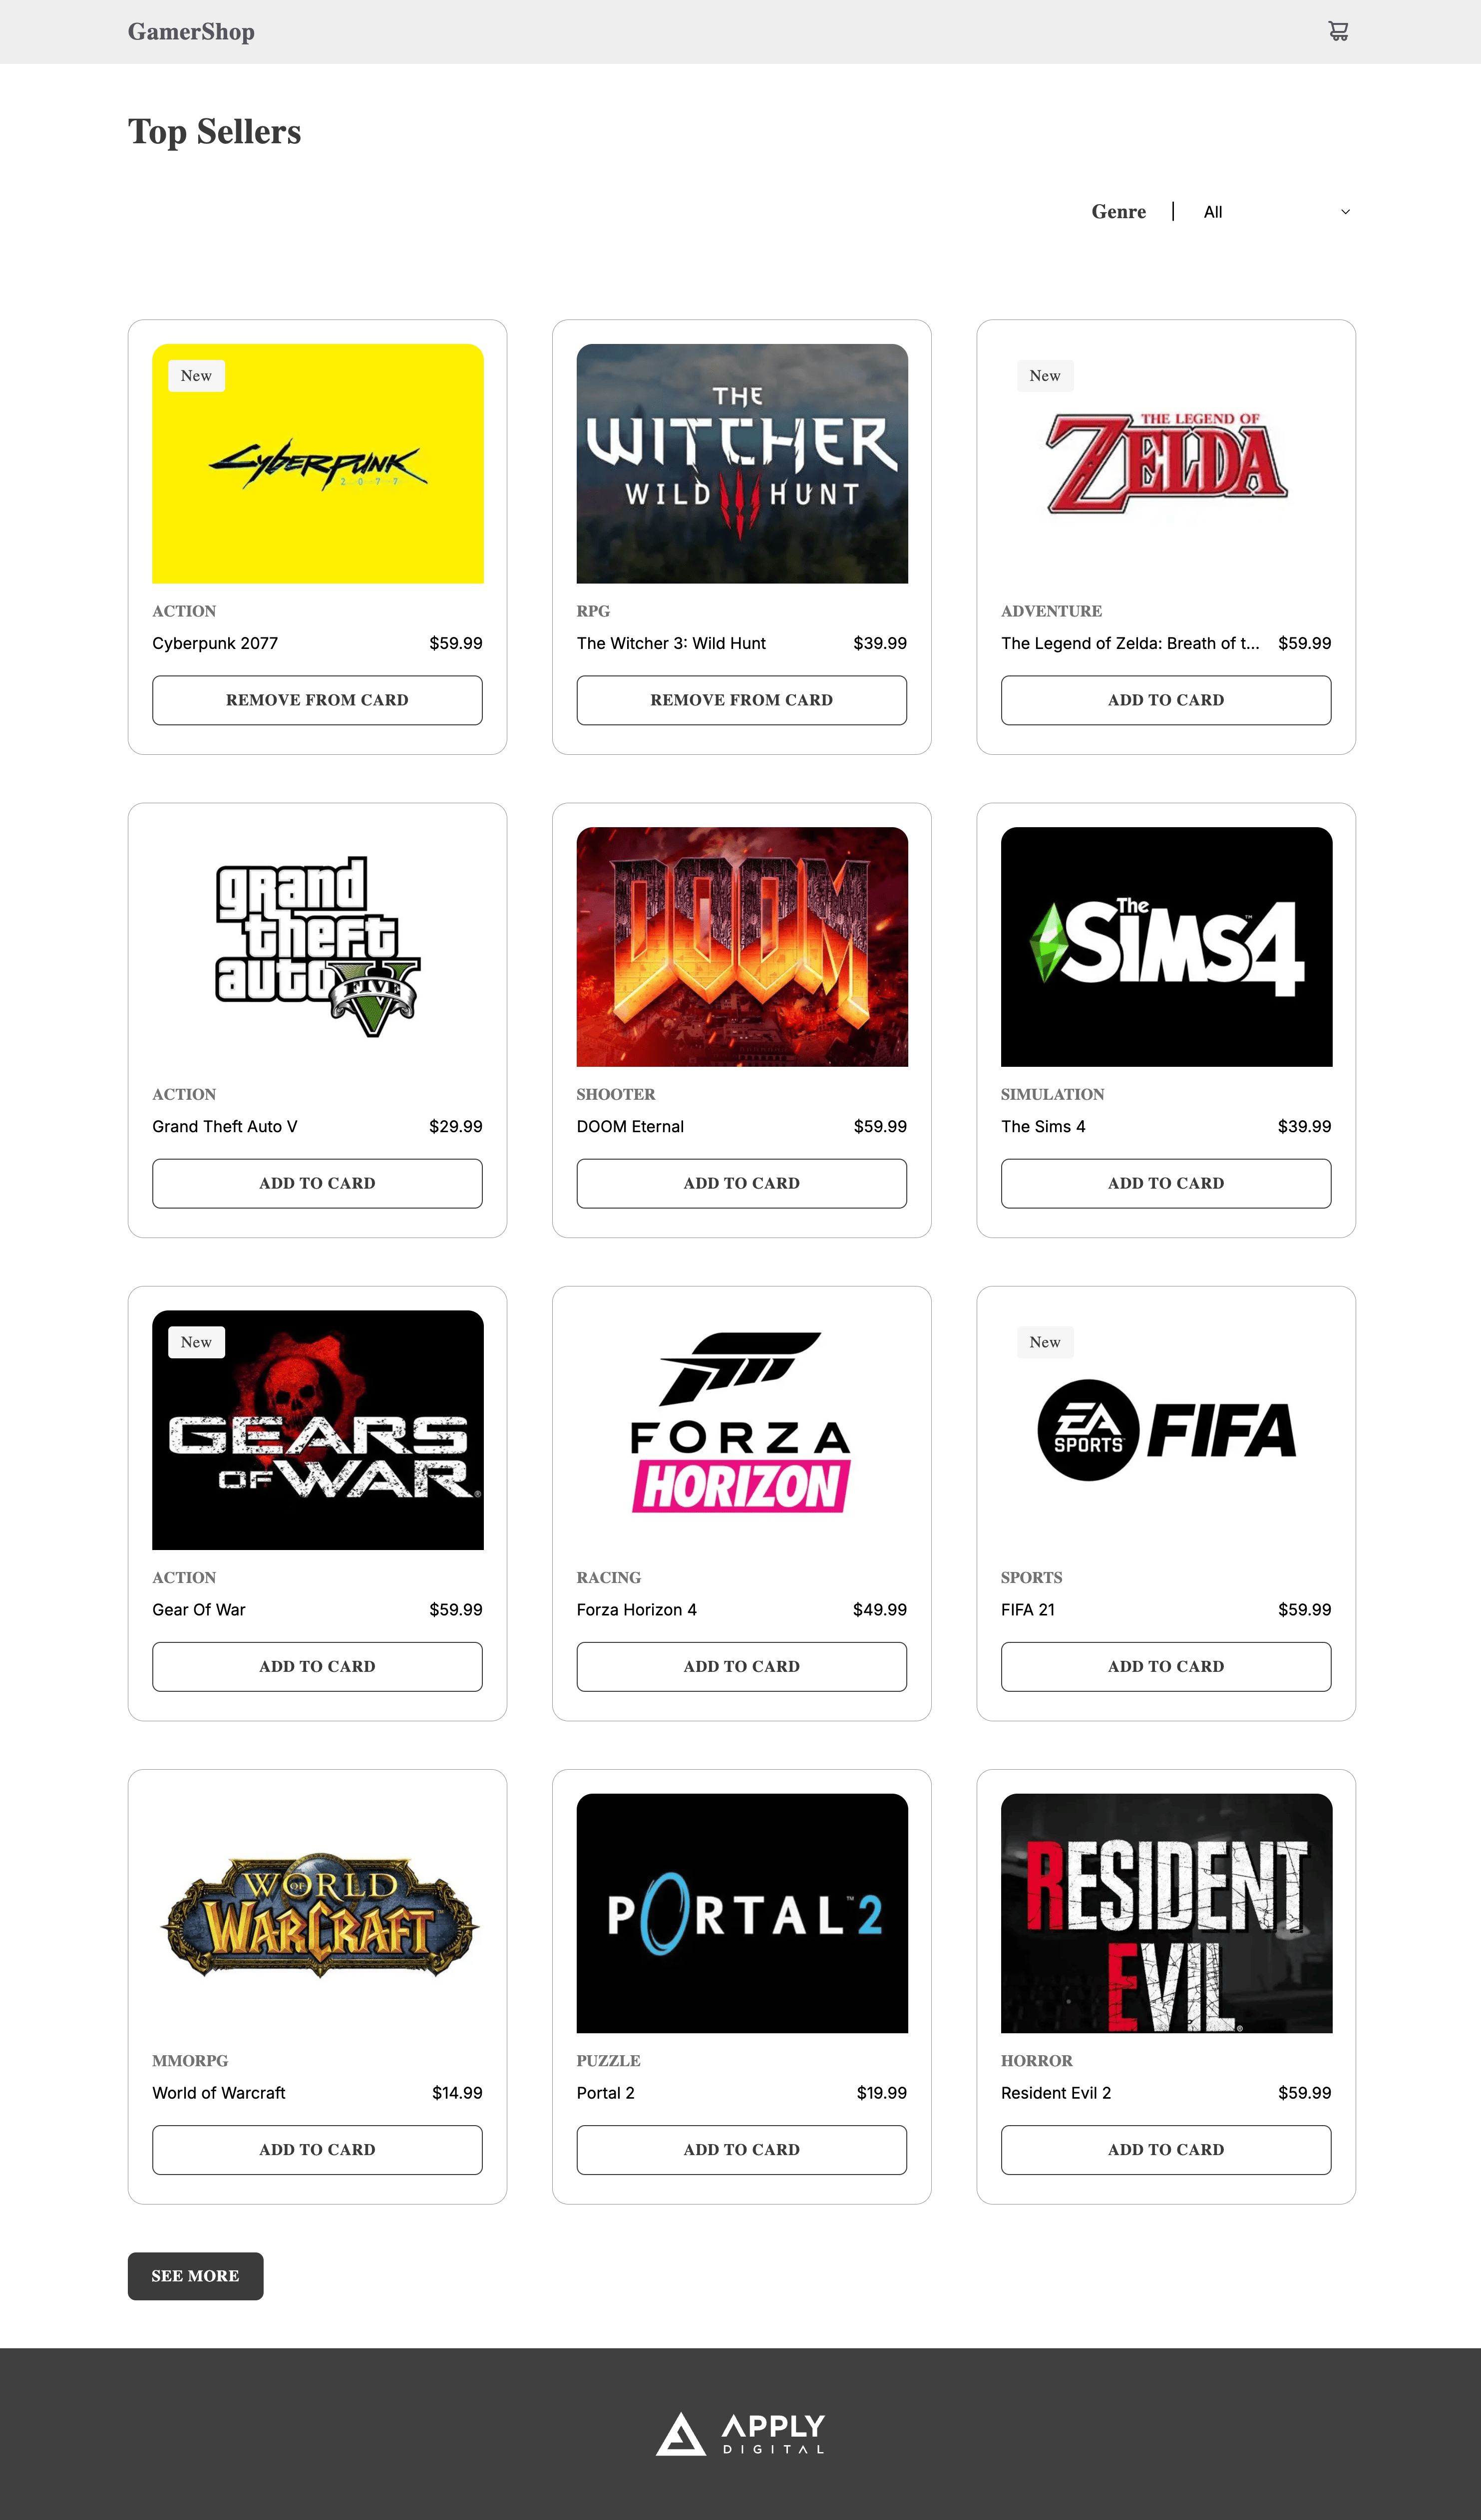 GamerShop
Top Sellers
Genre | All
New
CYBERPUNK
2077
ACTION
Cyberpunk 2077 $59.99
REMOVE FROM CARD
THE
WITCHER
WILD HUNT
RPG
The Witcher 3: Wild Hunt $39.99
REMOVE FROM CARD
New
THE LEGEND OF
ZELDA
ADVENTURE
The Legend of Zelda: Breath of t... $59.99
ADD TO CARD
grand
theft
auto
V
FIVE
ACTION
Grand Theft Auto V $29.99
ADD TO CARD
DOOM
SHOOTER
DOOM Eternal $59.99
ADD TO CARD
The
SIMS4™
SIMULATION
The Sims 4 $39.99
ADD TO CARD
New
GEARS
OF WAR®
ACTION
Gear Of War $59.99
ADD TO CARD
FORZA
HORIZON
RACING
Forza Horizon 4 $49.99
ADD TO CARD
New
EA
SPORTS™
FIFA
SPORTS
FIFA 21 $59.99
ADD TO CARD
WORLD
OF
WARCRAFT™
MMORPG
World of Warcraft $14.99
ADD TO CARD
PORTAL™2
PUZZLE
Portal 2 $19.99
ADD TO CARD
RESIDENT
EVIL®
HORROR
Resident Evil 2 $59.99
ADD TO CARD
SEE MORE
APPLY
DIGITAL